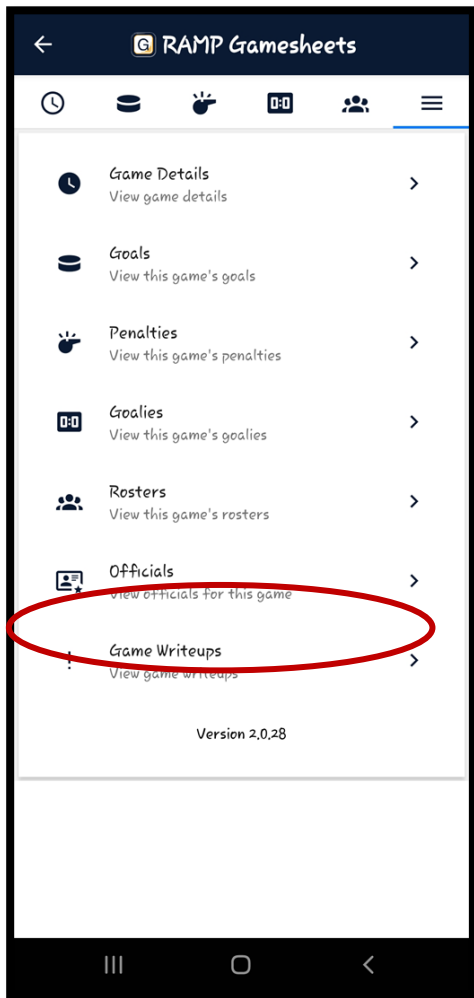 G RAMP Gamesheets
0:0
Game Details
View game details
Goals
View this game's goals
Penalties
View this game's penalties
0:0
Goalies
View this game's goalies
Rosters
View this game's rosters
Officials
View officials for this game
! Game Writeups
View game writeups
Version 2.0.28